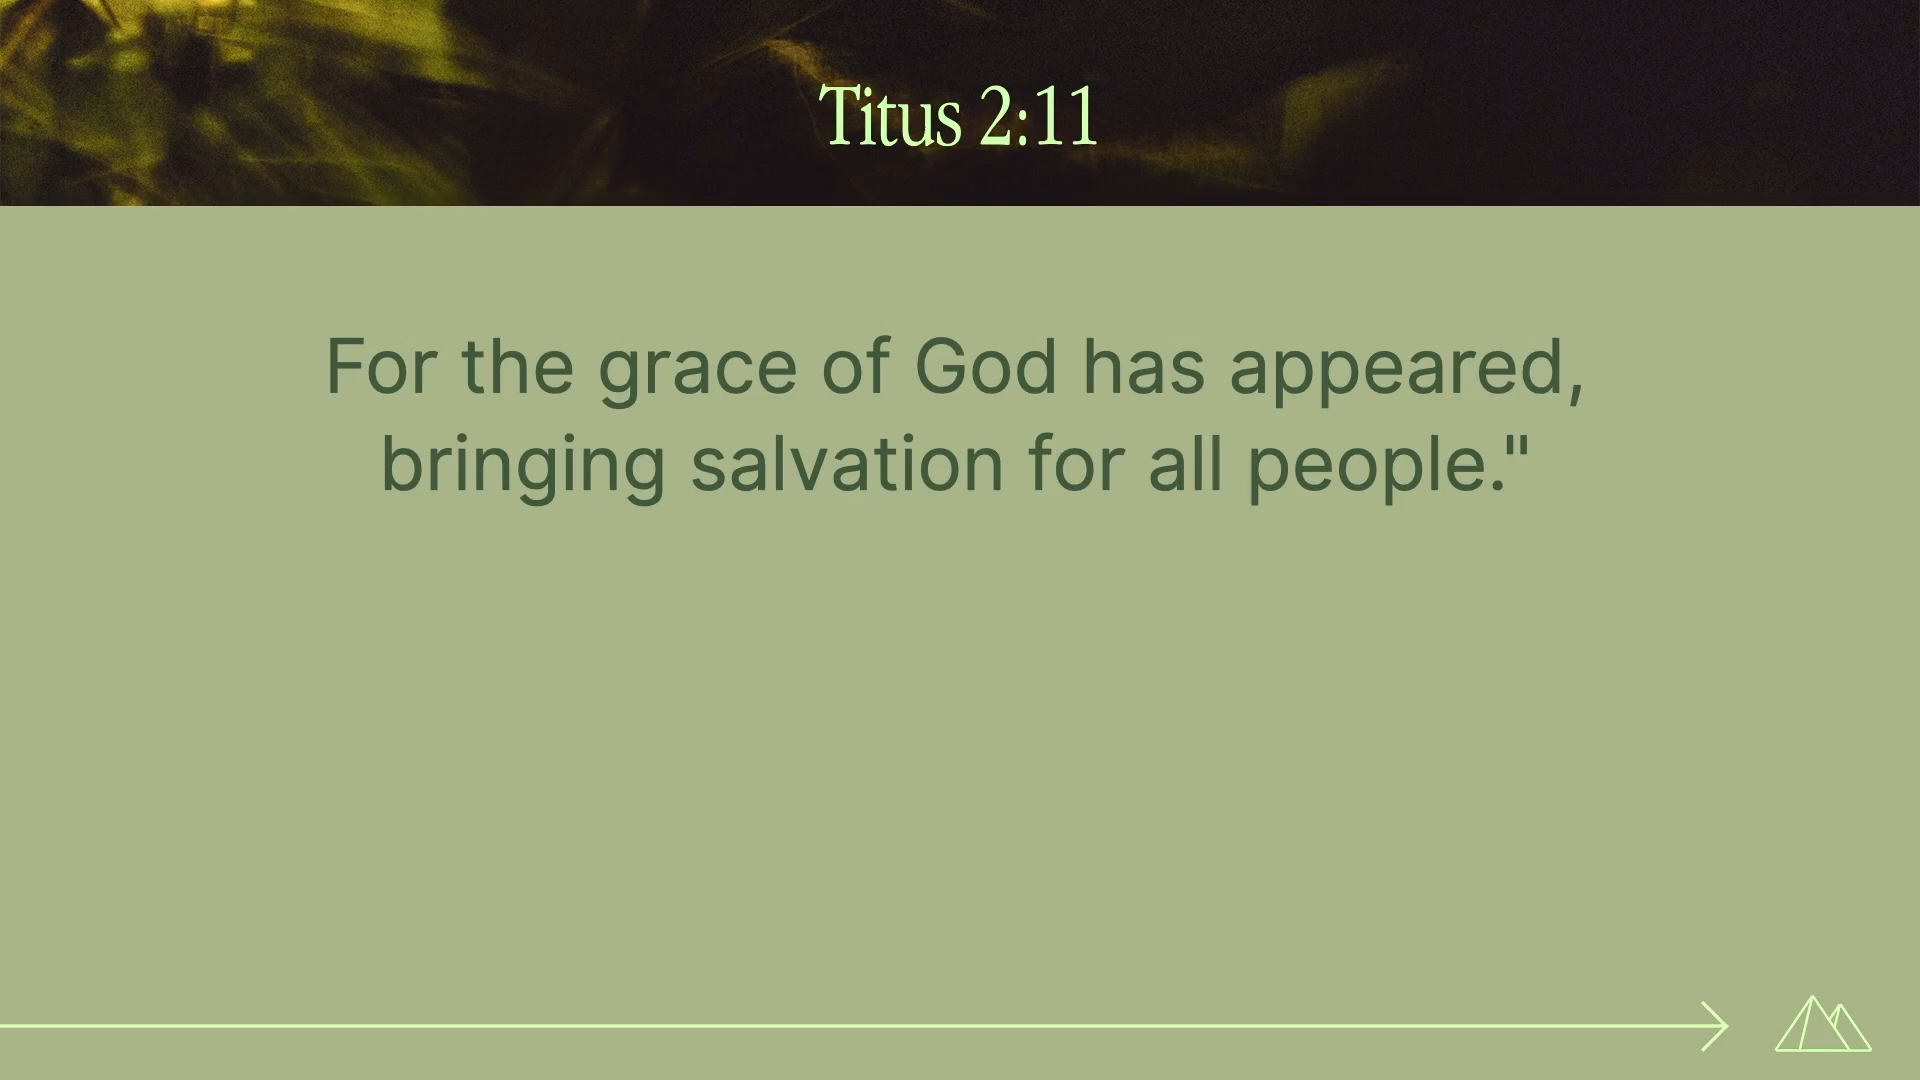 Titus 2:11
For the grace of God has appeared,
bringing salvation for all people."